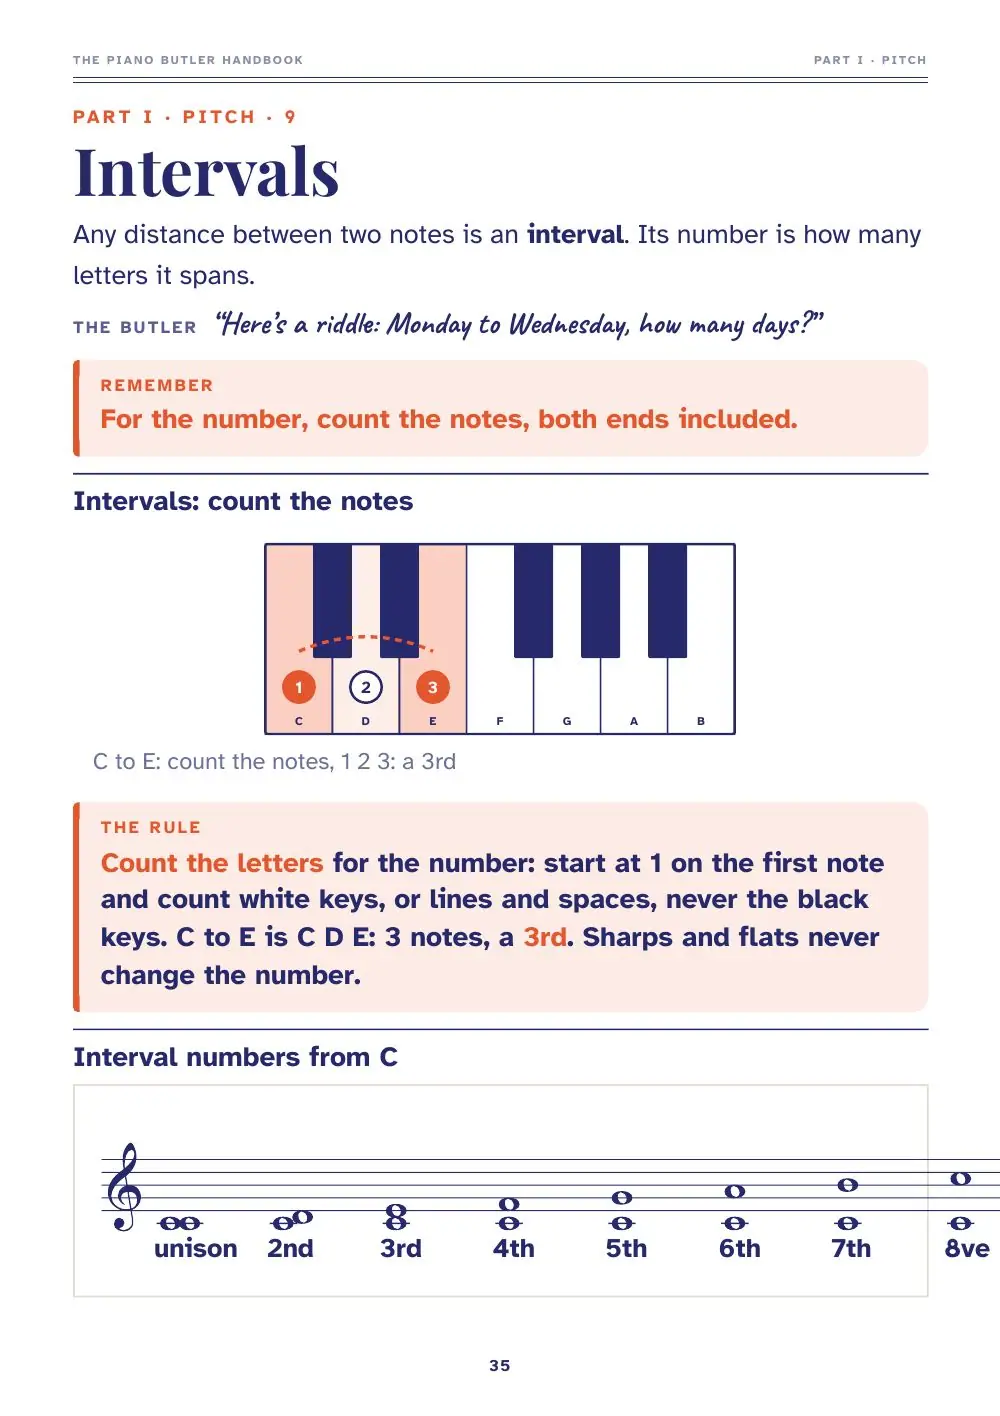 THE PIANO BUTLER HANDBOOK
PART I · PITCH
PART I · PITCH · 9
Intervals
Any distance between two notes is an interval. Its number is how many
letters it spans.
THE BUTLER “Here’s a riddle: Monday to Wednesday, how many days?”
REMEMBER
For the number, count the notes, both ends included.
Intervals: count the notes
1 2 3
C D E F G A B
C to E: count the notes, 1 2 3: a 3rd
THE RULE
Count the letters for the number: start at 1 on the first note
and count white keys, or lines and spaces, never the black
keys. C to E is C D E: 3 notes, a 3rd. Sharps and flats never
change the number.
Interval numbers from C
unison 2nd 3rd 4th 5th 6th 7th 8ve
35